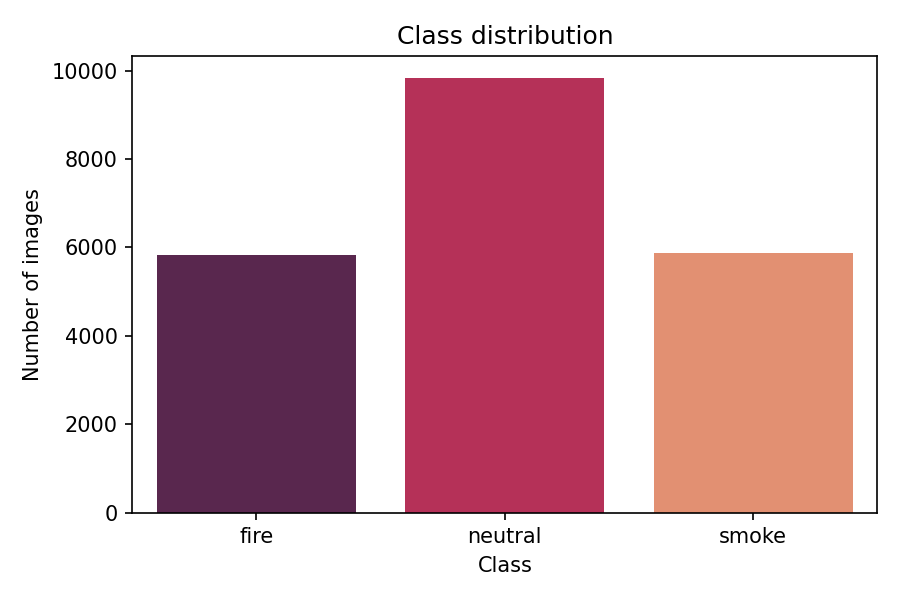 Class distribution
Number of images
10000
8000
6000
4000
2000
0
fire neutral smoke
Class